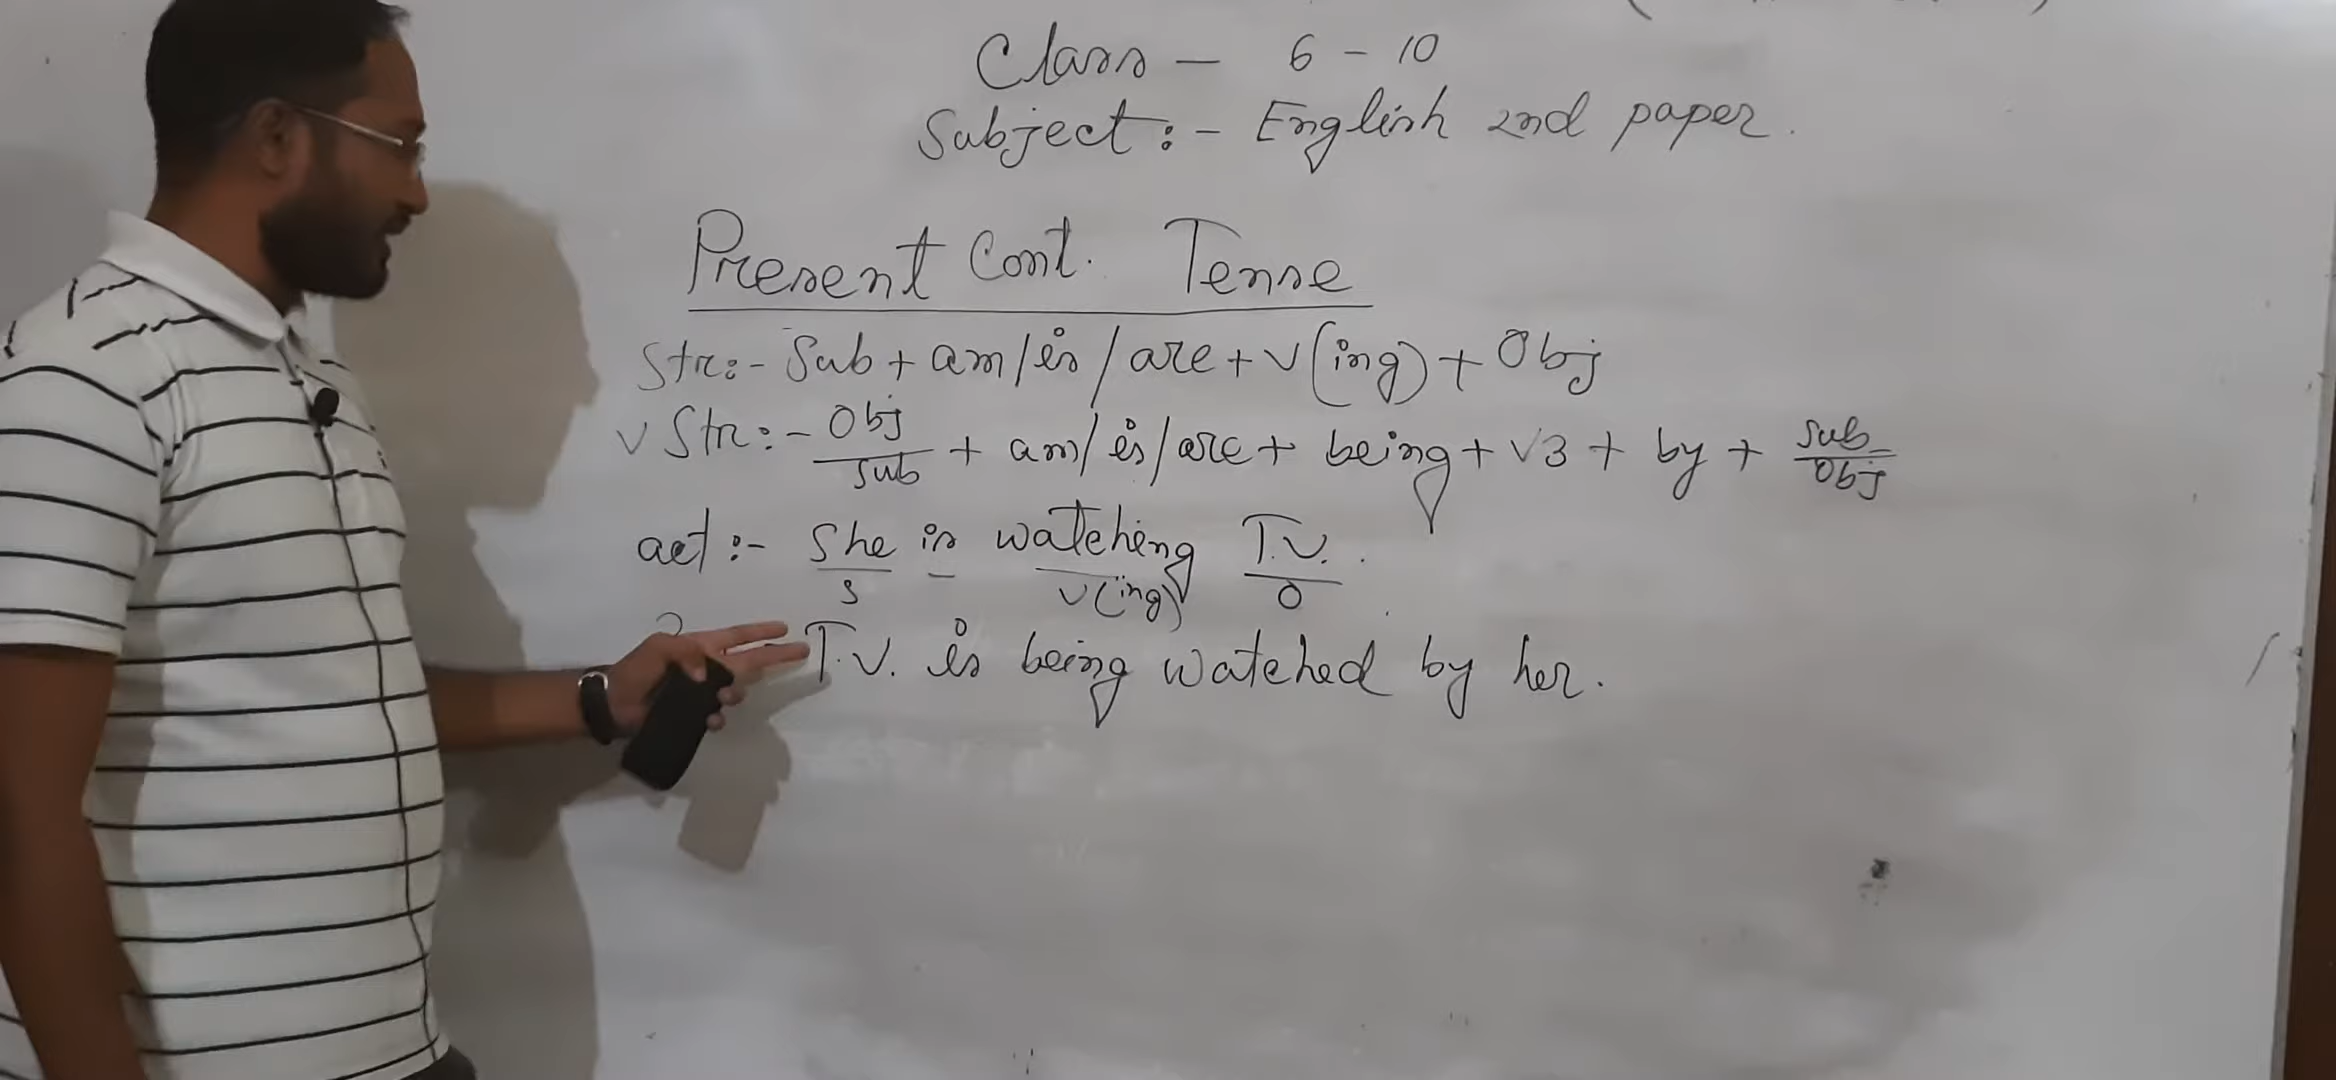 Class - 6 - 10
Subject:- English 2nd paper.
Present Cont. Tense
Str:- Sub + am/is/are + v(ing) + Obj
v Str:- Obj/sub + am/is/are + being + v3 + by + sub/Obj
act:- She is watching T.V.
s v(ing) o
T.V. is being watched by her.